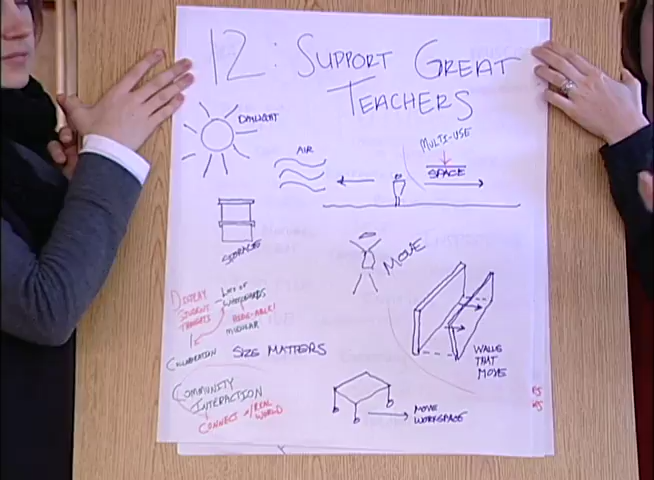 12: SUPPORT GREAT
TEACHERS
DAYLIGHT
AIR
MULTI-USE
SPACE
STORAGE
MOVE
DISPLAY
STUDENT
THOUGHTS
- LOTS OF
WHITEBOARDS
MODULAR
COLLABORATION
SIZE MATTERS
WALLS
THAT
MOVE
COMMUNITY
INTERACTION
CONNECT W/REAL
WORLD
MOVE
WORKSPACE